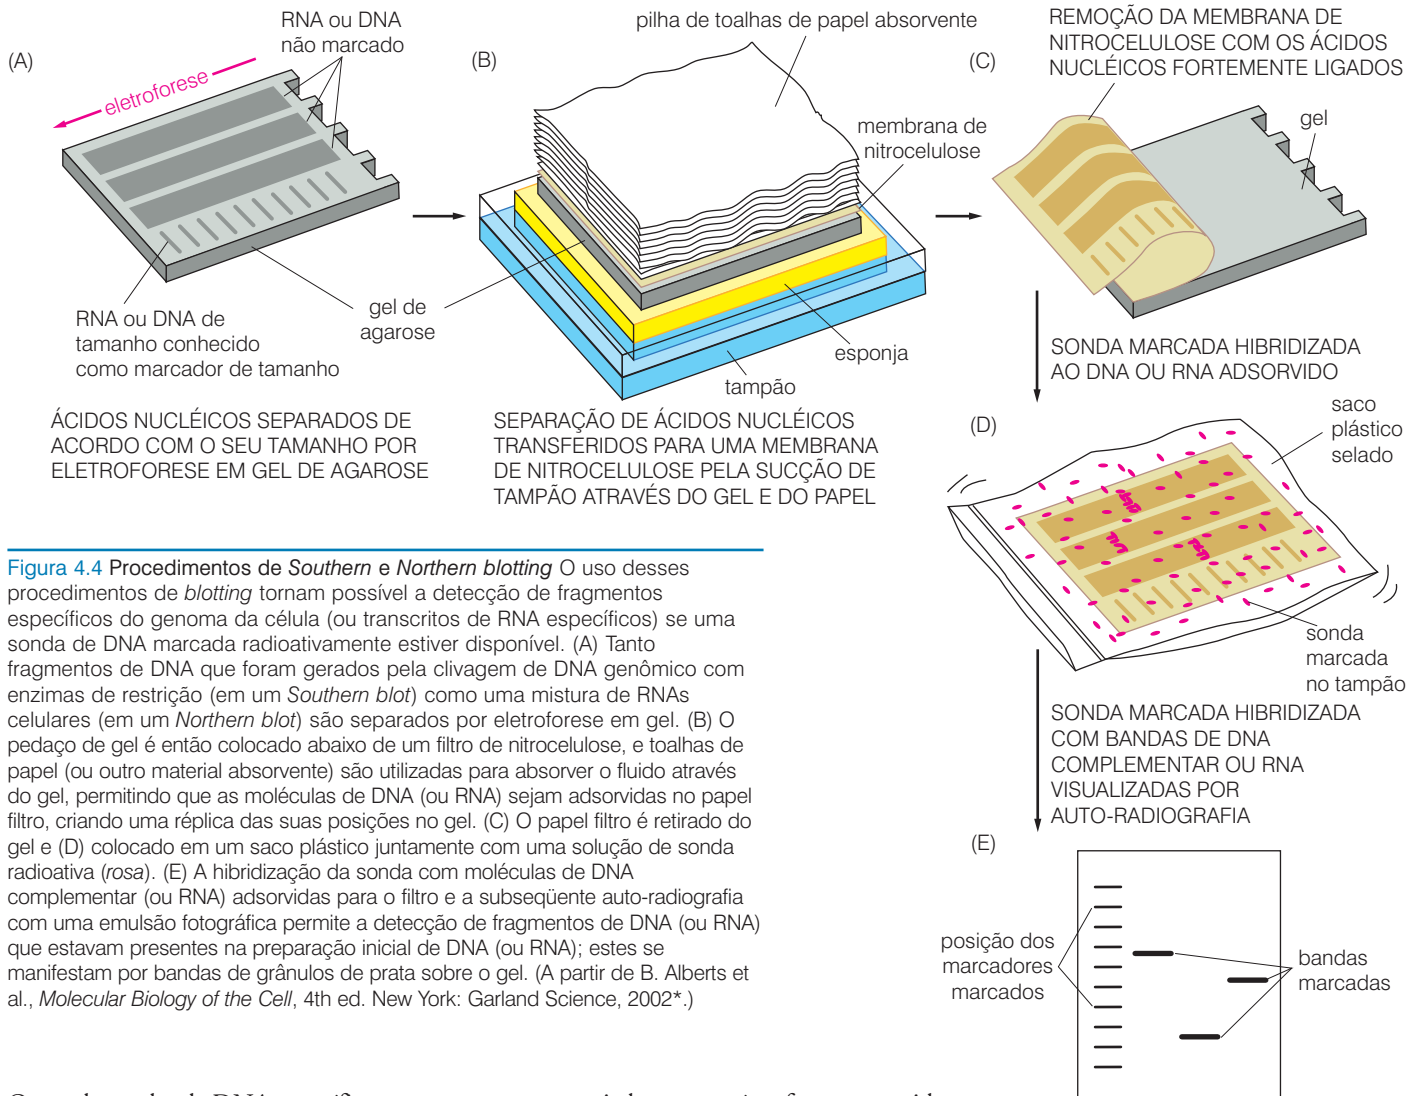 (A)
RNA ou DNA
não marcado
eletroforese
RNA ou DNA de
tamanho conhecido
como marcador de tamanho
gel de
agarose
ÁCIDOS NUCLÉICOS SEPARADOS DE
ACORDO COM O SEU TAMANHO POR
ELETROFORESE EM GEL DE AGAROSE
(B)
pilha de toalhas de papel absorvente
membrana de
nitrocelulose
esponja
tampão
SEPARAÇÃO DE ÁCIDOS NUCLÉICOS
TRANSFERIDOS PARA UMA MEMBRANA
DE NITROCELULOSE PELA SUCÇÃO DE
TAMPÃO ATRAVÉS DO GEL E DO PAPEL
(C)
REMOÇÃO DA MEMBRANA DE
NITROCELULOSE COM OS ÁCIDOS
NUCLÉICOS FORTEMENTE LIGADOS
gel
SONDA MARCADA HIBRIDIZADA
AO DNA OU RNA ADSORVIDO
(D)
saco
plástico
selado
sonda
marcada
no tampão
SONDA MARCADA HIBRIDIZADA
COM BANDAS DE DNA
COMPLEMENTAR OU RNA
VISUALIZADAS POR
AUTO-RADIOGRAFIA
(E)
posição dos
marcadores
marcados
bandas
marcadas
Figura 4.4 Procedimentos de Southern e Northern blotting O uso desses
procedimentos de blotting tornam possível a detecção de fragmentos
específicos do genoma da célula (ou transcritos de RNA específicos) se uma
sonda de DNA marcada radioativamente estiver disponível. (A) Tanto
fragmentos de DNA que foram gerados pela clivagem de DNA genômico com
enzimas de restrição (em um Southern blot) como uma mistura de RNAs
celulares (em um Northern blot) são separados por eletroforese em gel. (B) O
pedaço de gel é então colocado abaixo de um filtro de nitrocelulose, e toalhas de
papel (ou outro material absorvente) são utilizadas para absorver o fluido através
do gel, permitindo que as moléculas de DNA (ou RNA) sejam adsorvidas no papel
filtro, criando uma réplica das suas posições no gel. (C) O papel filtro é retirado do
gel e (D) colocado em um saco plástico juntamente com uma solução de sonda
radioativa (rosa). (E) A hibridização da sonda com moléculas de DNA
complementar (ou RNA) adsorvidas para o filtro e a subseqüente auto-radiografia
com uma emulsão fotográfica permite a detecção de fragmentos de DNA (ou RNA)
que estavam presentes na preparação inicial de DNA (ou RNA); estes se
manifestam por bandas de grânulos de prata sobre o gel. (A partir de B. Alberts et
al., Molecular Biology of the Cell, 4th ed. New York: Garland Science, 2002*.)